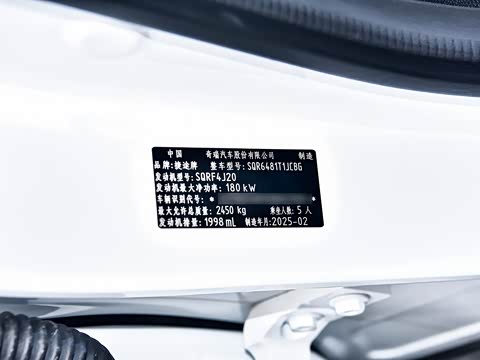 中国 奇瑞汽车股份有限公司 制造
品牌:捷途牌 整车型号:SQR6481T1JCBG
发动机型号:SQRF4J20
发动机最大净功率:180 kW
车辆识别代号:* *
最大允许总质量:2450 kg 乘坐人数:5 人
发动机排量:1998 mL 制造年月:2025-02